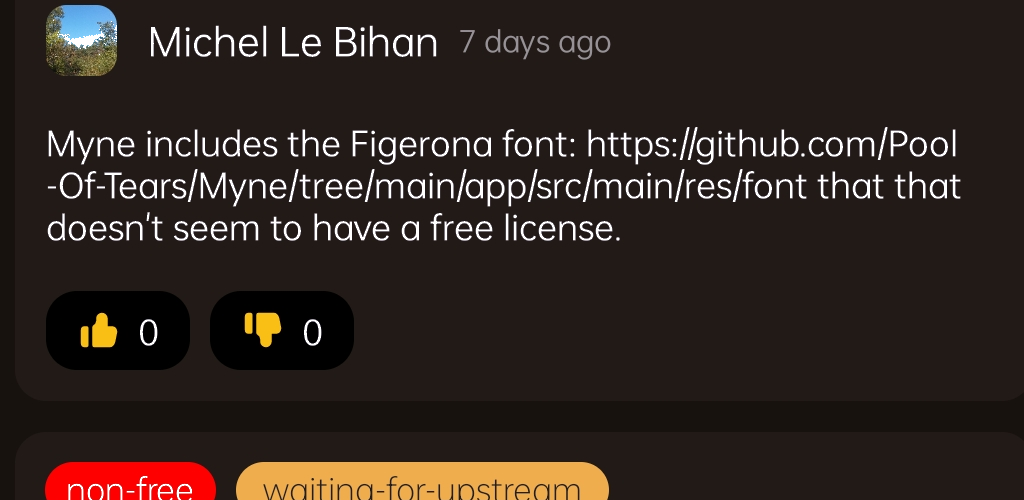 Michel Le Bihan 7 days ago
Myne includes the Figerona font: https://github.com/Pool
-Of-Tears/Myne/tree/main/app/src/main/res/font that that
doesn't seem to have a free license.
0 0
non-free waiting-for-upstream